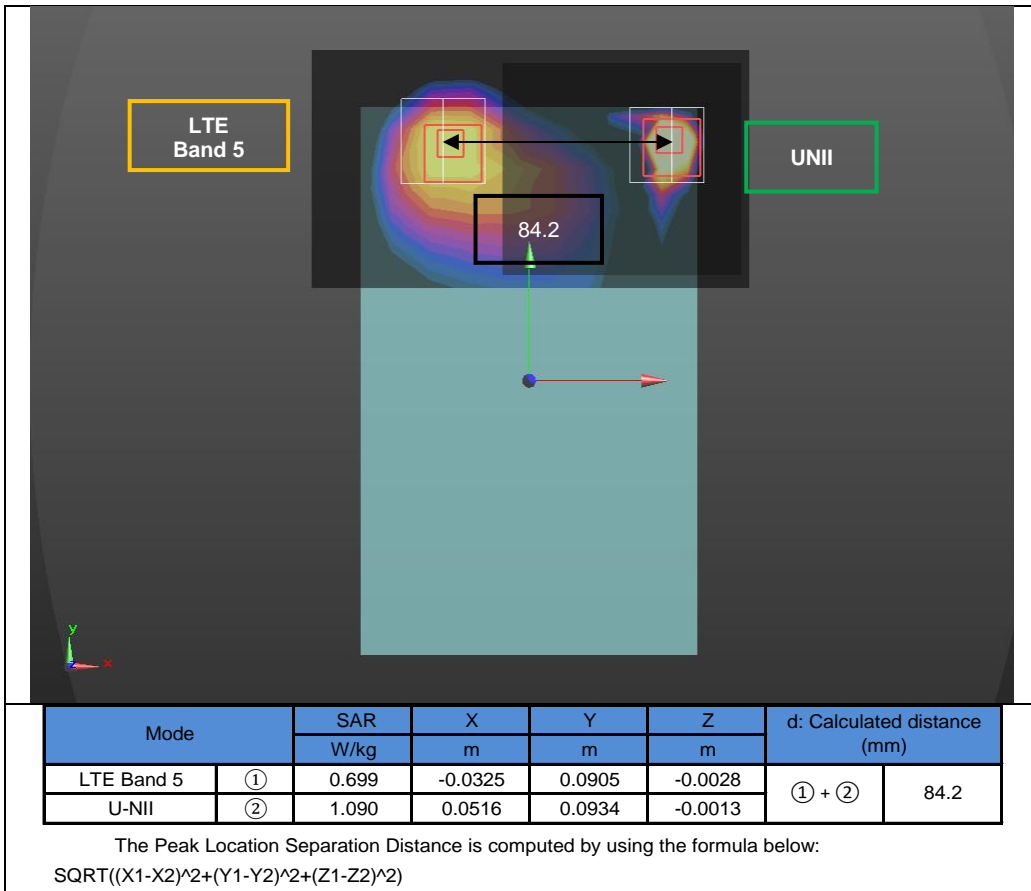 LTE
Band 5
UNII
84.2
y
x
Mode SAR X Y Z d: Calculated distance
(mm)
W/kg m m m
LTE Band 5 ① 0.699 -0.0325 0.0905 -0.0028 ① + ② 84.2
U-NII ② 1.090 0.0516 0.0934 -0.0013
The Peak Location Separation Distance is computed by using the formula below:
SQRT((X1-X2)^2+(Y1-Y2)^2+(Z1-Z2)^2)